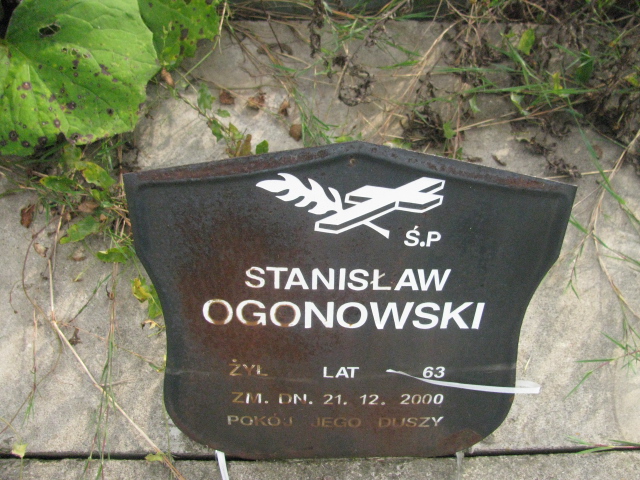 Ś.P
STANISŁAW
OGONOWSKI
ŻYŁ LAT 63
ZM. DN. 21. 12. 2000
POKÓJ JEGO DUSZY